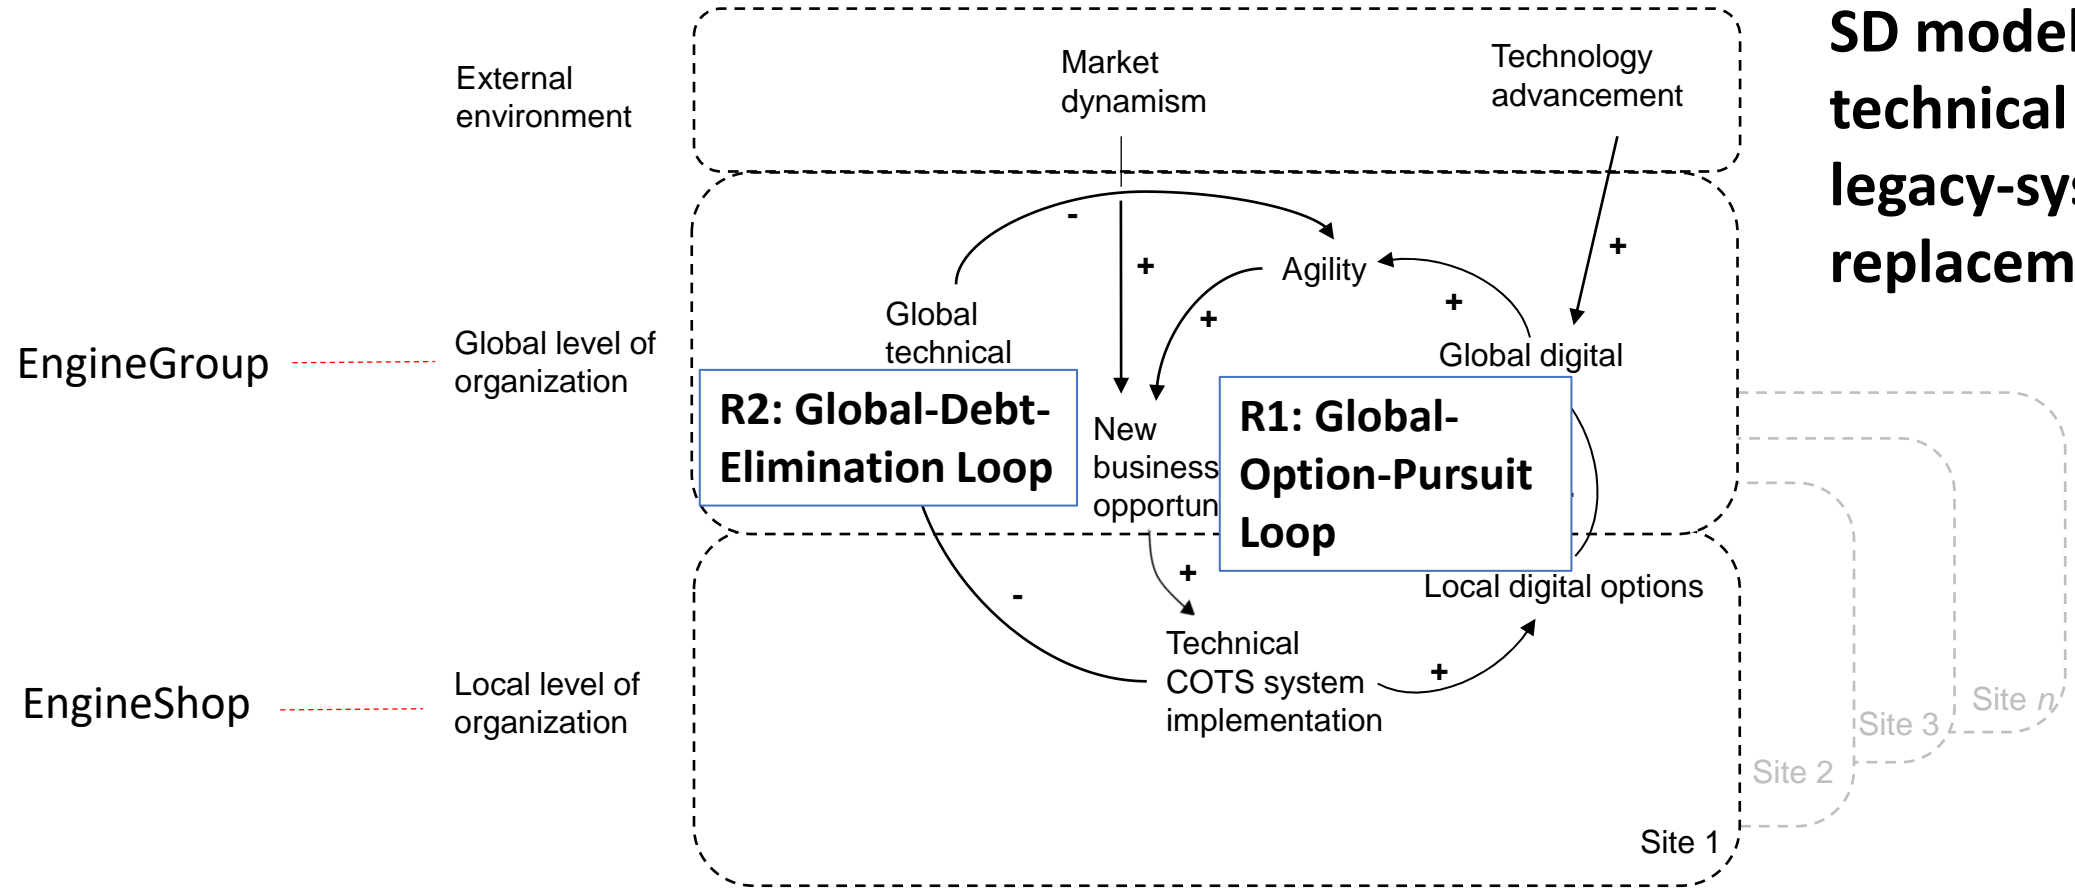 SD model
technical
legacy-sys
replacem
External
environment
Market
dynamism
Technology
advancement
-
+
+
Agility
+
+
EngineGroup
Global level of
organization
Global
technical
Global digital
R2: Global-Debt-
Elimination Loop
New
business
opportun
R1: Global-
Option-Pursuit
Loop
+
-
Local digital options
Technical
COTS system
implementation
+
EngineShop
Local level of
organization
Site n
Site 3
Site 2
Site 1